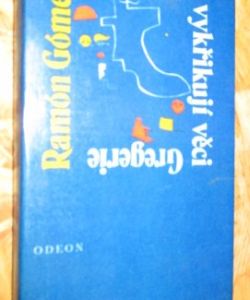 Ramón Góme
Gregerie
vykřikují věci
ODEON